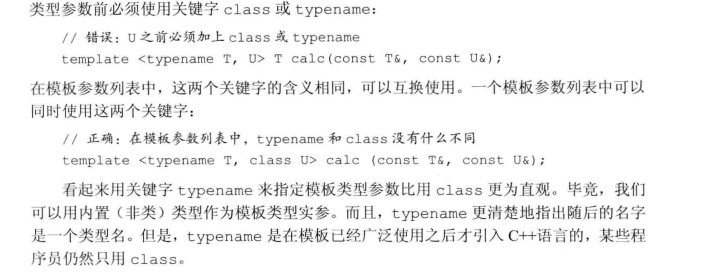 类型参数前必须使用关键字 class 或 typename：
// 错误：U之前必须加上class或typename
template <typename T, U> T calc(const T&, const U&);
在模板参数列表中，这两个关键字的含义相同，可以互换使用。一个模板参数列表中可以
同时使用这两个关键字：
// 正确：在模板参数列表中，typename和class没有什么不同
template <typename T, class U> calc (const T&, const U&);
看起来用关键字 typename 来指定模板类型参数比用 class 更为直观。毕竟，我们
可以用内置（非类）类型作为模板类型实参。而且，typename 更清楚地指出随后的名字
是一个类型名。但是，typename 是在模板已经广泛使用之后才引入 C++语言的，某些程
序员仍然只用 class。